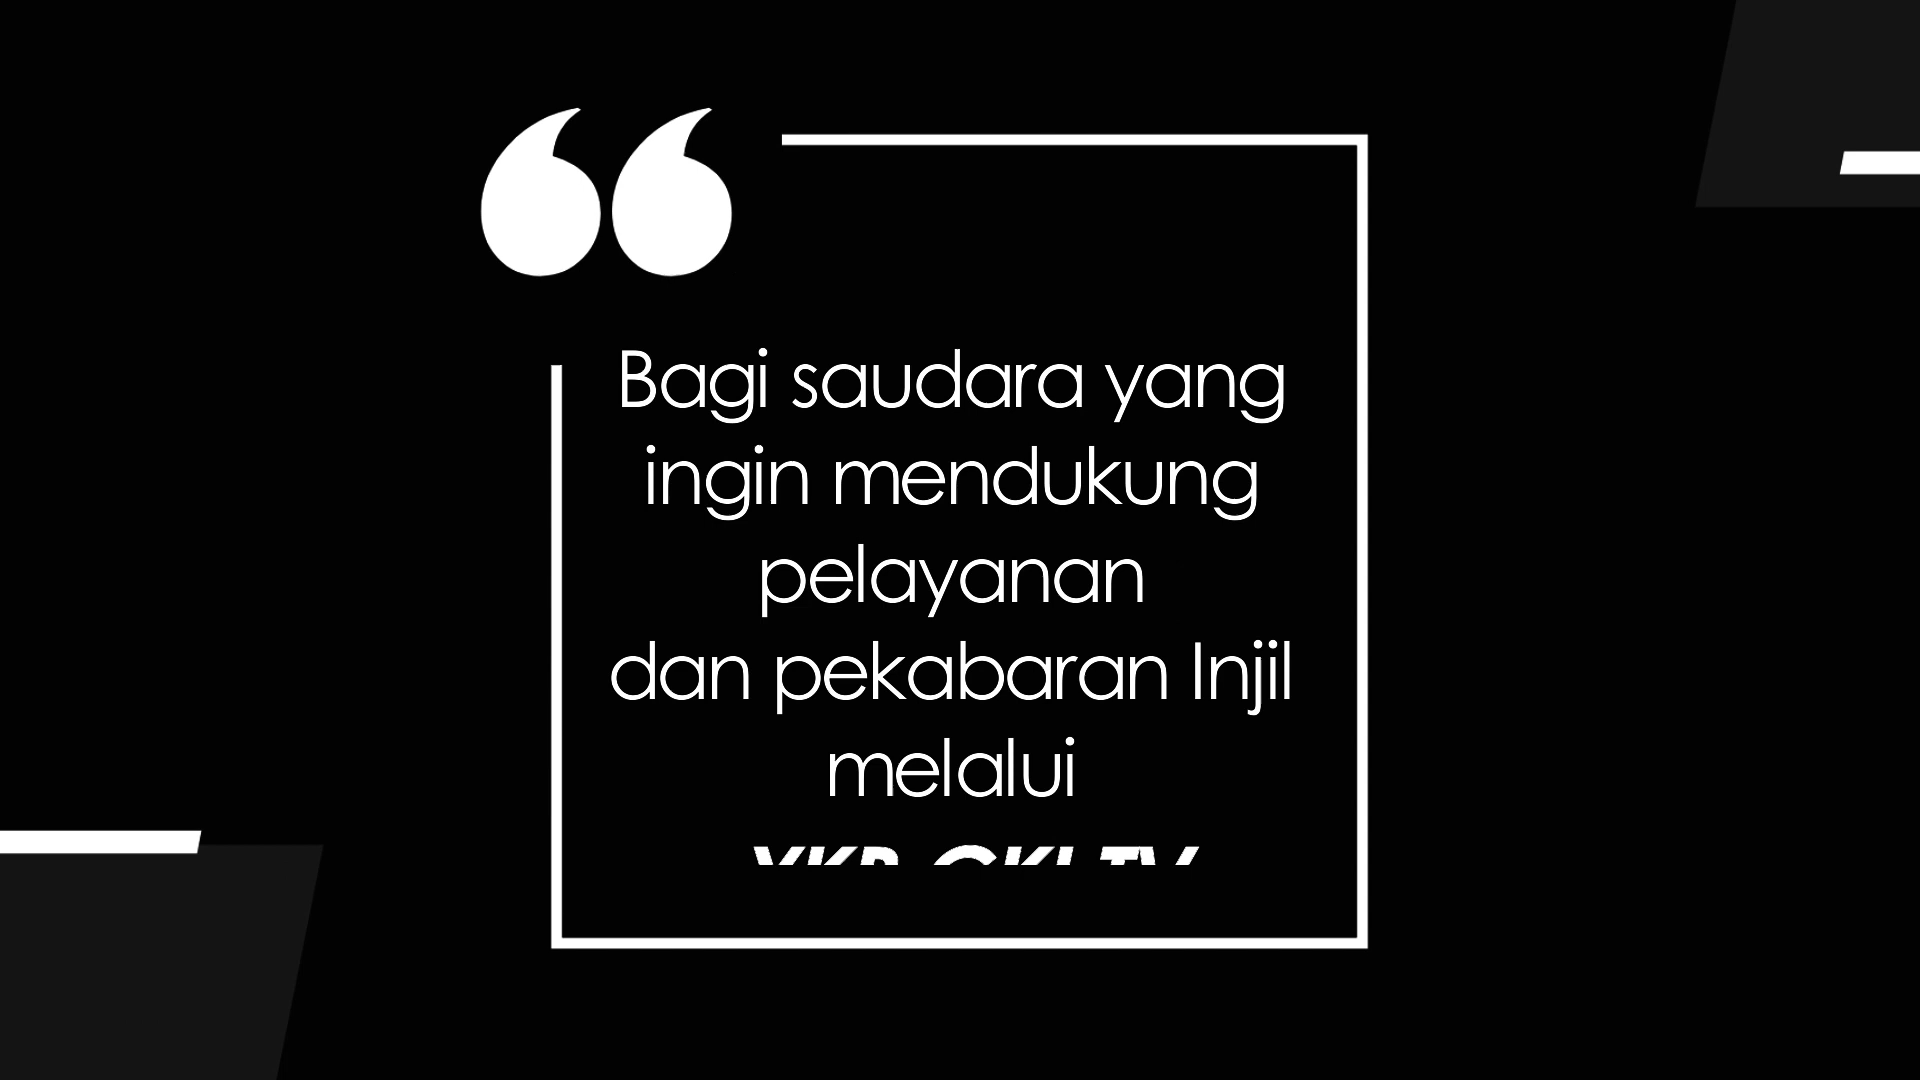 Bagi saudara yang
ingin mendukung
pelayanan
dan pekabaran Injil
melalui